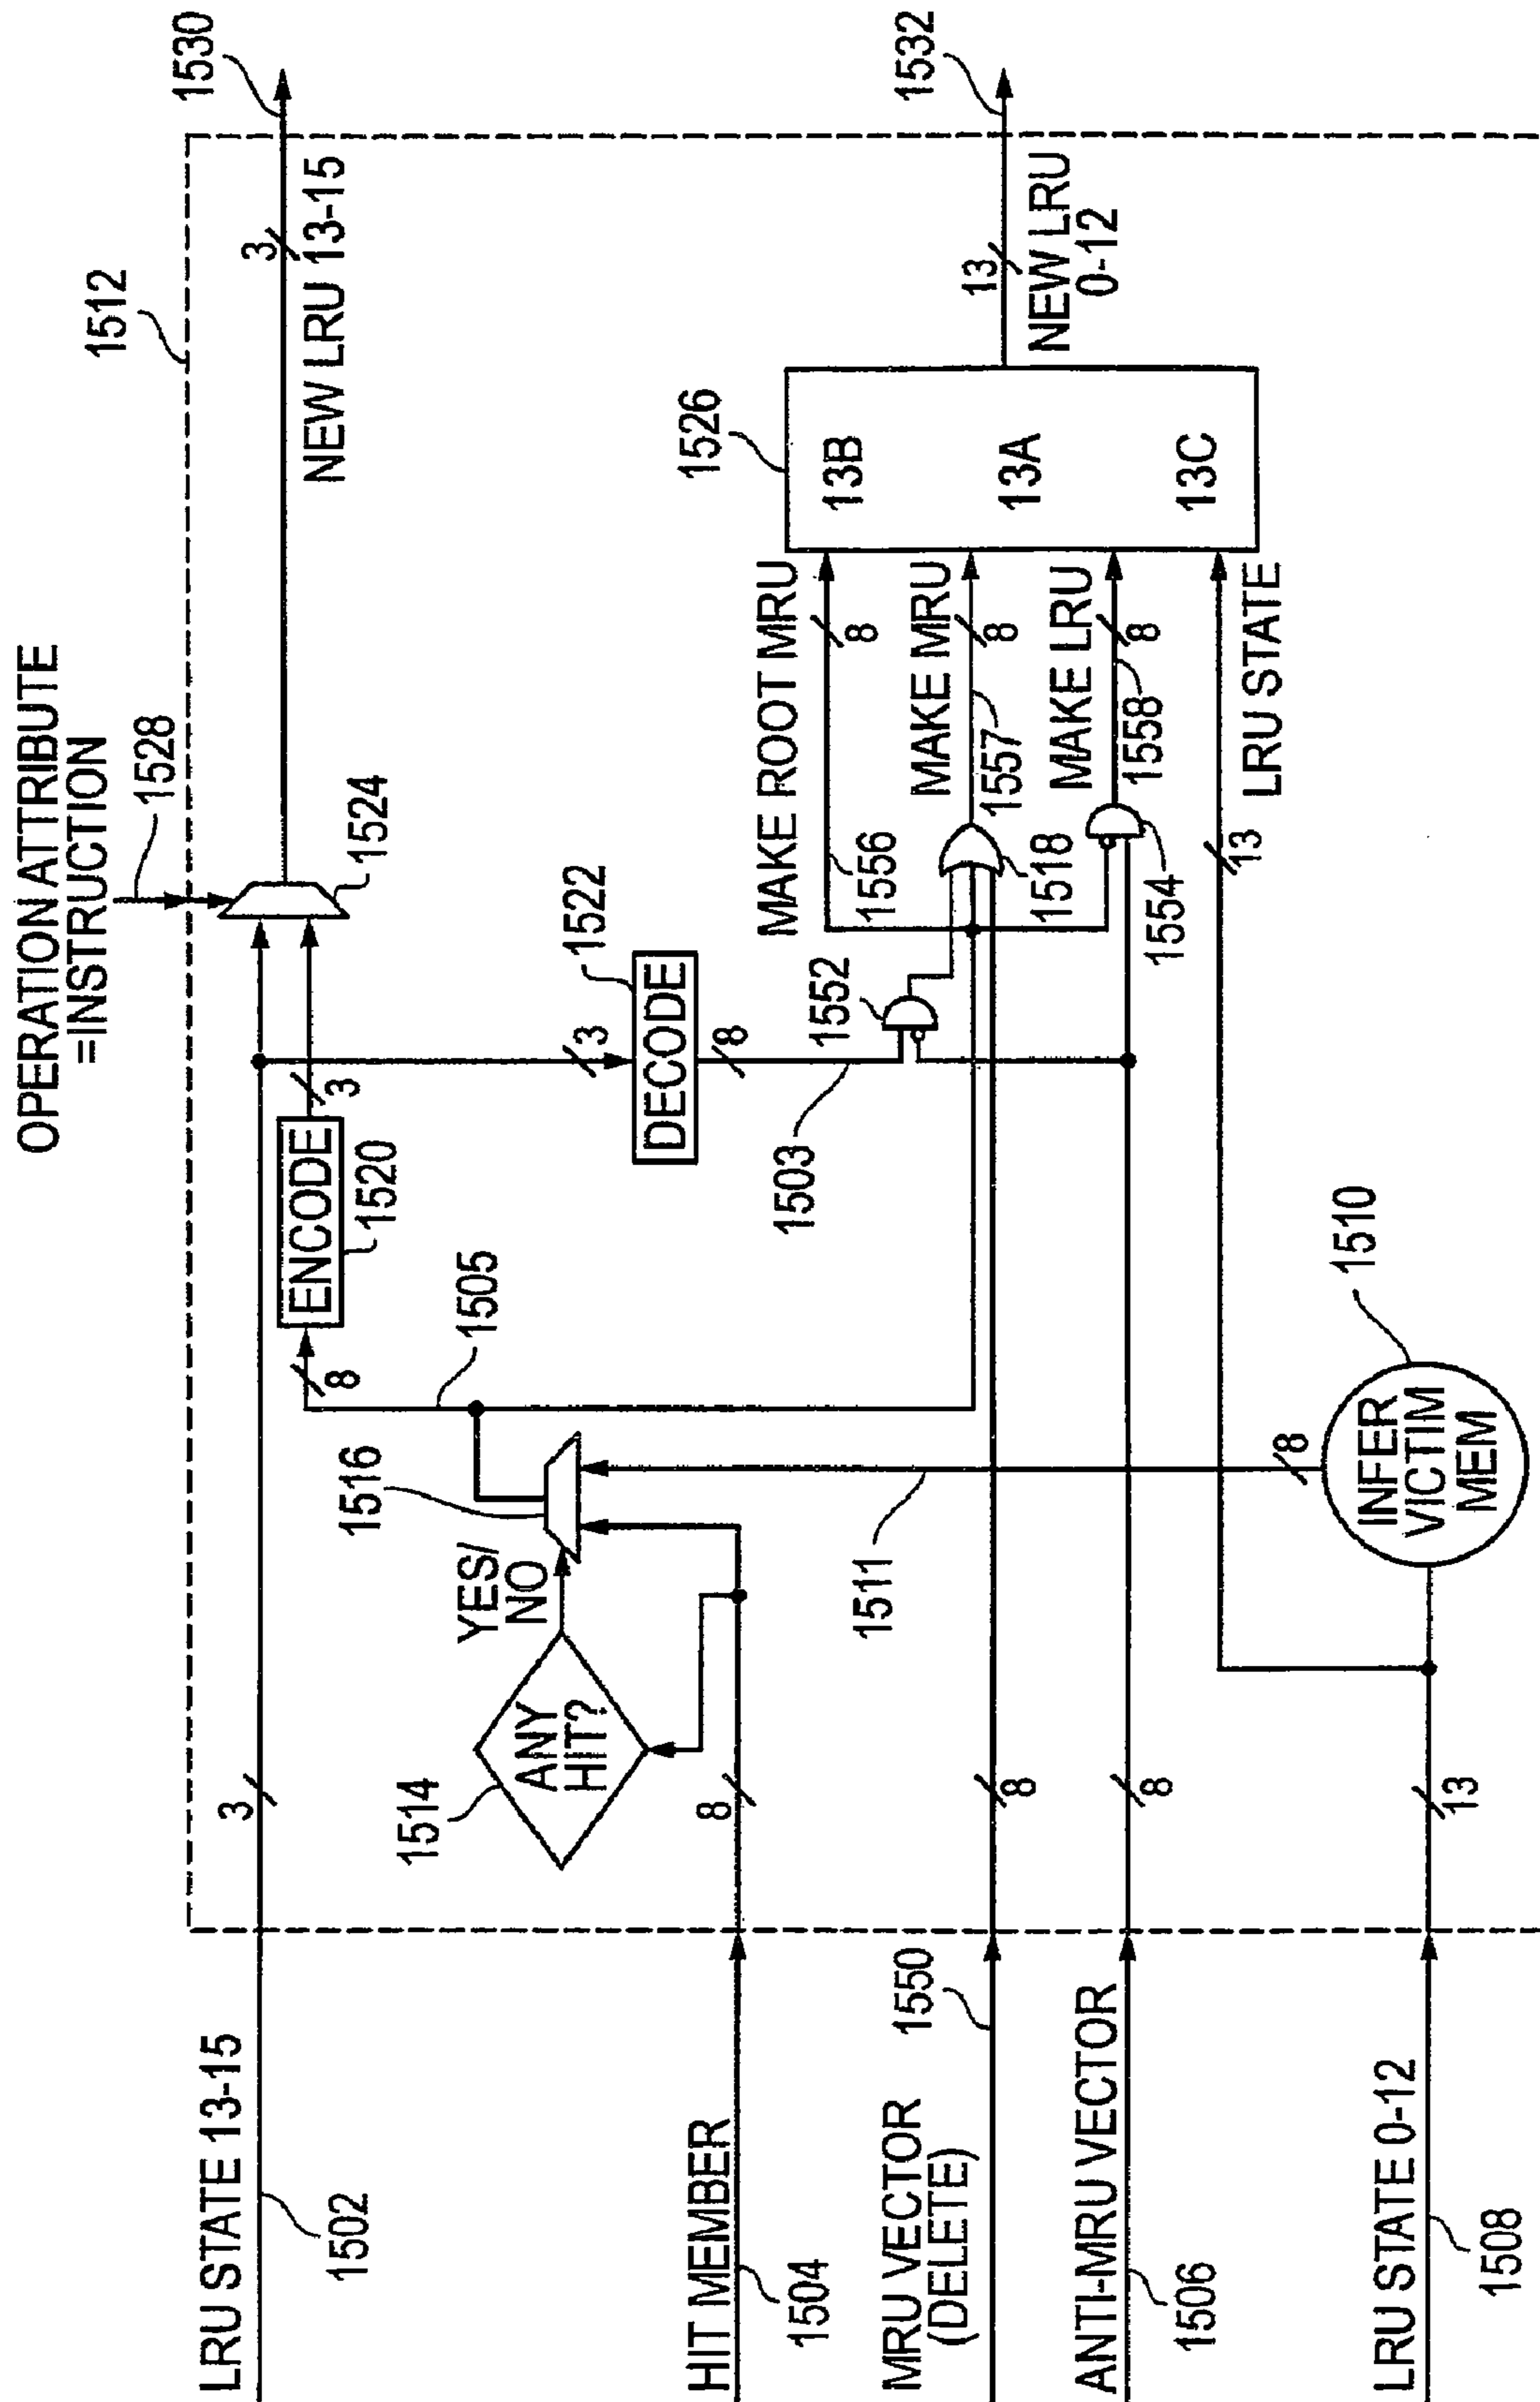 OPERATION ATTRIBUTE
=INSTRUCTION
1528
1512
1530
LRU STATE 13-15
1502
3
ENCODE
1520
3
1524
3
NEW LRU 13-15
1514
ANY
HIT?
YES/
NO
1516
8
1505
3
DECODE
1522
8
1503
1552
MAKE ROOT MRU
1556
8
1526
13B
13A
13C
1532
13
NEW LRU
0-12
HIT MEMBER
1504
8
MRU VECTOR
(DELETE)
1550
8
1511
1518
MAKE MRU
1557
8
ANTI-MRU VECTOR
1506
8
1554
MAKE LRU
1558
8
13
LRU STATE
LRU STATE 0-12
1508
13
INFER
VICTIM
MEM
1510
8